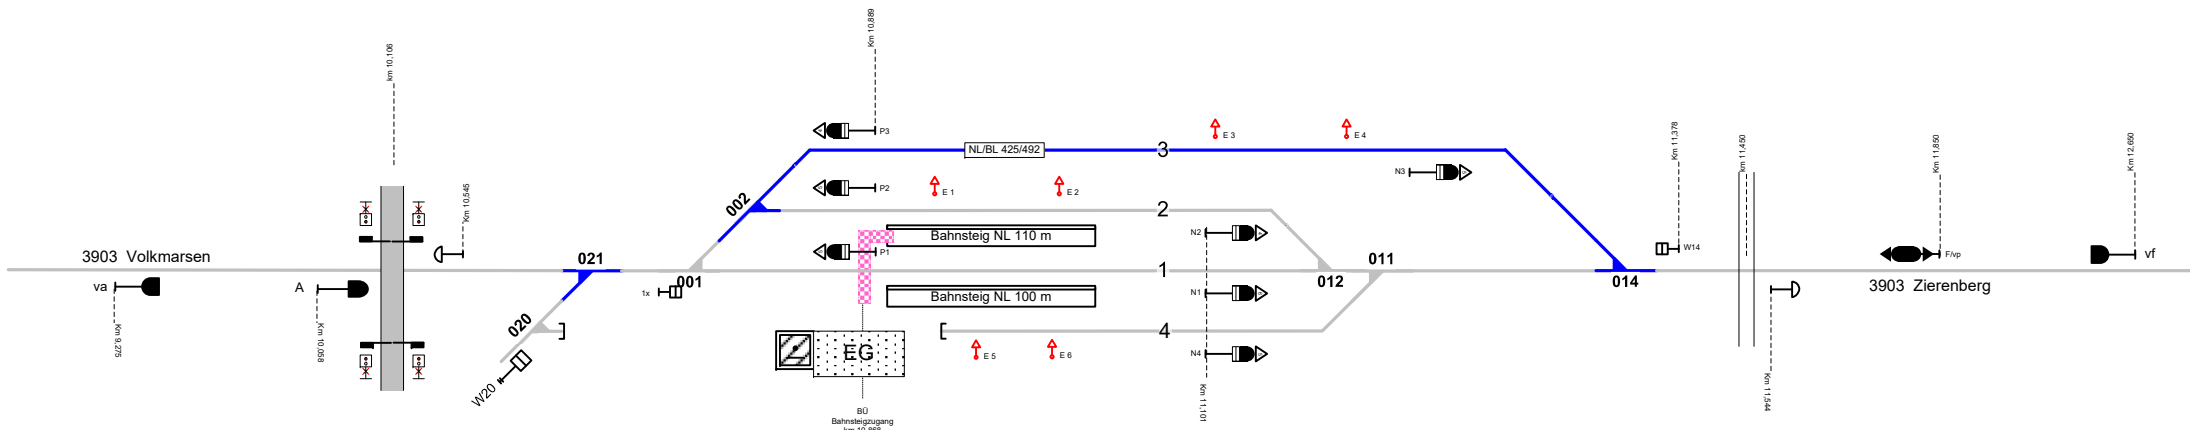 km 10,106
Km 10,889
P3
E 3
E 4
NL/BL 425/492
3
N3
Km 11,378
Km 11,450
Km 11,850
Km 12,650
Km 10,545
002
P2
E 1
E 2
2
Bahnsteig NL 110 m
N2
W14
3903 Volkmarsen
P1
F/vp
vf
021
1
011
va
A
1x
001
Bahnsteig NL 100 m
N1
012
014
3903 Zierenberg
Km 9,275
Km 10,058
020
4
EG
E 5
E 6
N4
W20
Km 11,101
Km 11,544
BÜ
Bahnsteigzugang
km 10,868